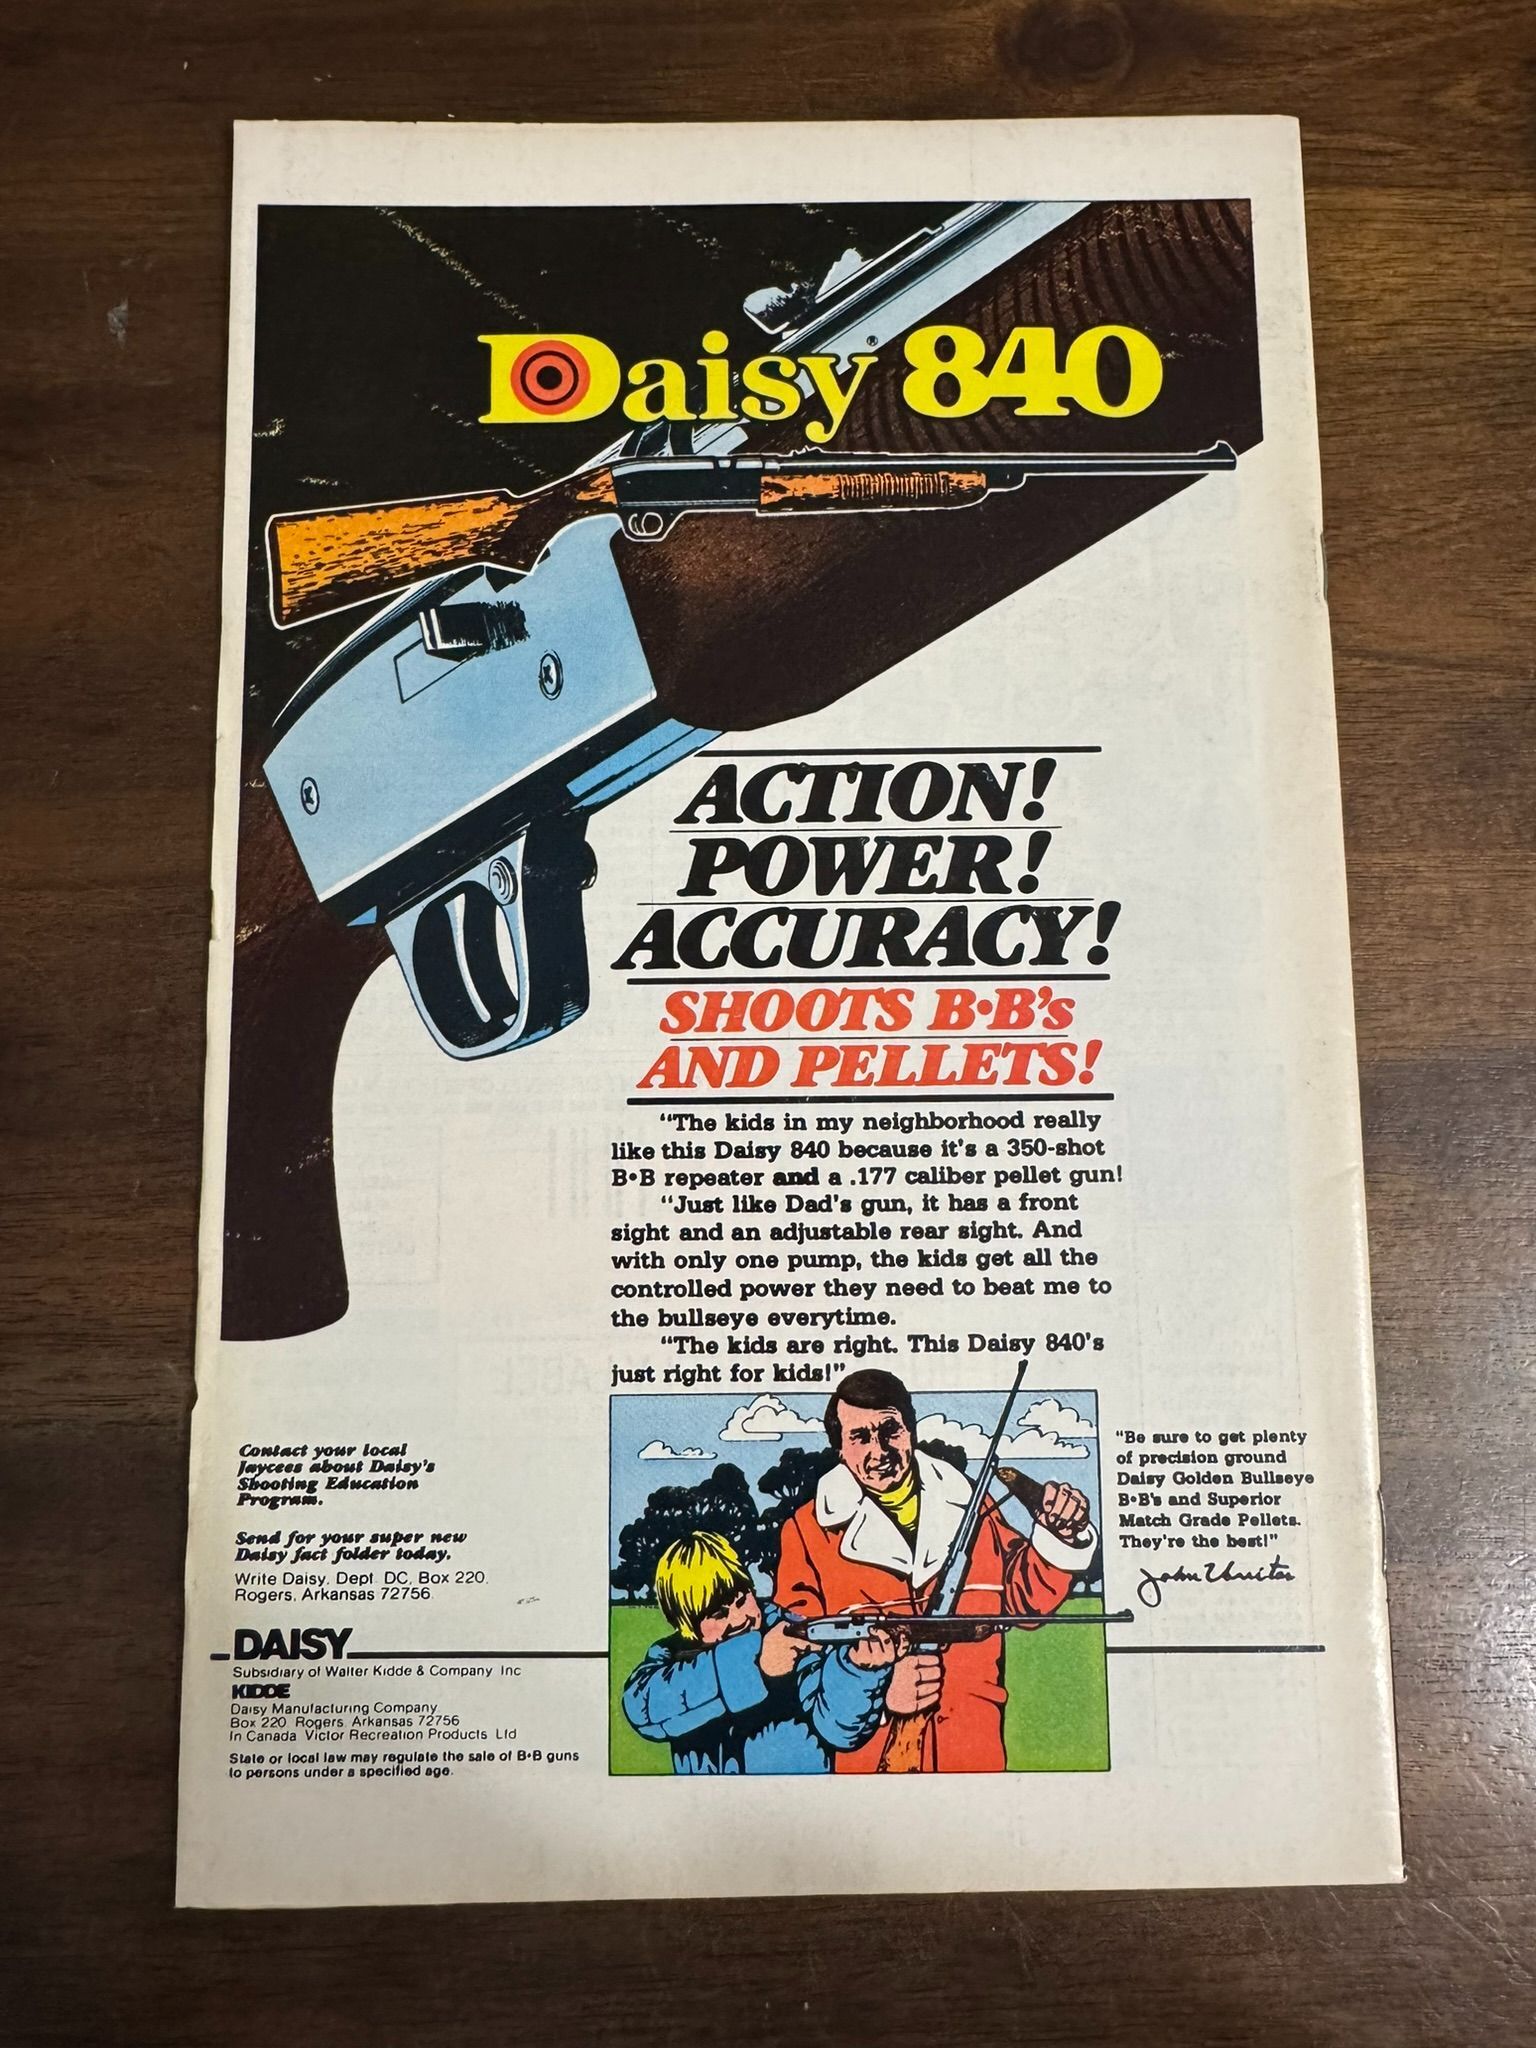 Daisy® 840
ACTION!
POWER!
ACCURACY!
SHOOTS B•B's
AND PELLETS!
"The kids in my neighborhood really
like this Daisy 840 because it's a 350-shot
B•B repeater and a .177 caliber pellet gun!
"Just like Dad's gun, it has a front
sight and an adjustable rear sight. And
with only one pump, the kids get all the
controlled power they need to beat me to
the bullseye everytime.
"The kids are right. This Daisy 840's
just right for kids!"
"Be sure to get plenty
of precision ground
Daisy Golden Bullseye
B•B's and Superior
Match Grade Pellets.
They're the best!"
Contact your local
Jaycees about Daisy's
Shooting Education
Program.
Send for your super new
Daisy fact folder today.
Write Daisy, Dept. DC, Box 220,
Rogers, Arkansas 72756
DAISY
Subsidiary of Walter Kidde & Company Inc
KIDDE
Daisy Manufacturing Company
Box 220 Rogers Arkansas 72756
In Canada Victor Recreation Products Ltd
State or local law may regulate the sale of B•B guns
to persons under a specified age.